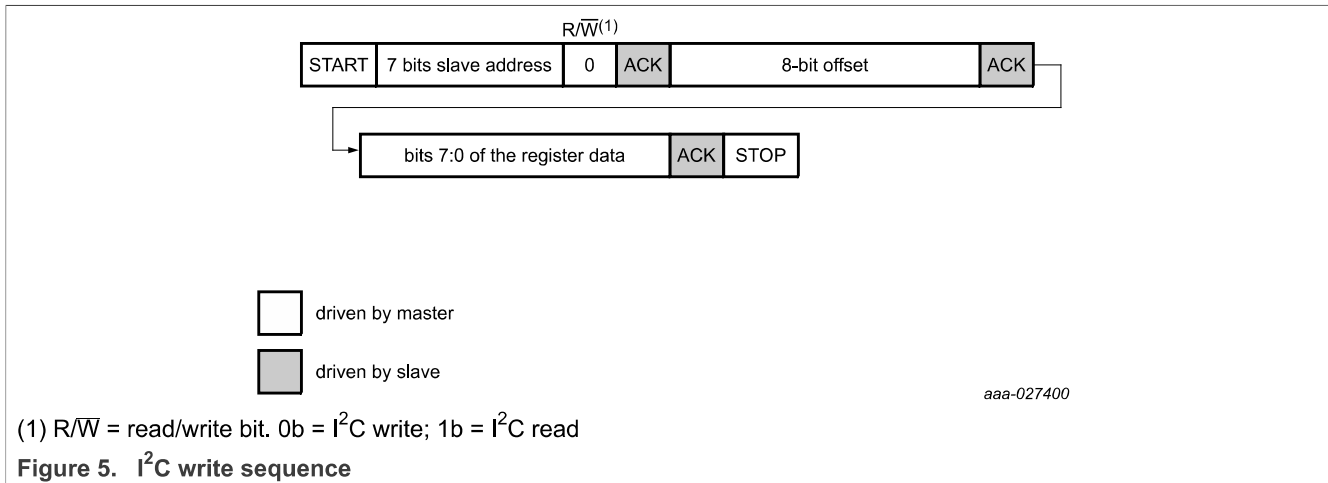 R/W̅(1)
START 7 bits slave address 0 ACK 8-bit offset ACK
bits 7:0 of the register data ACK STOP
driven by master
driven by slave
aaa-027400
(1) R/W̅ = read/write bit. 0b = I²C write; 1b = I²C read
Figure 5. I²C write sequence